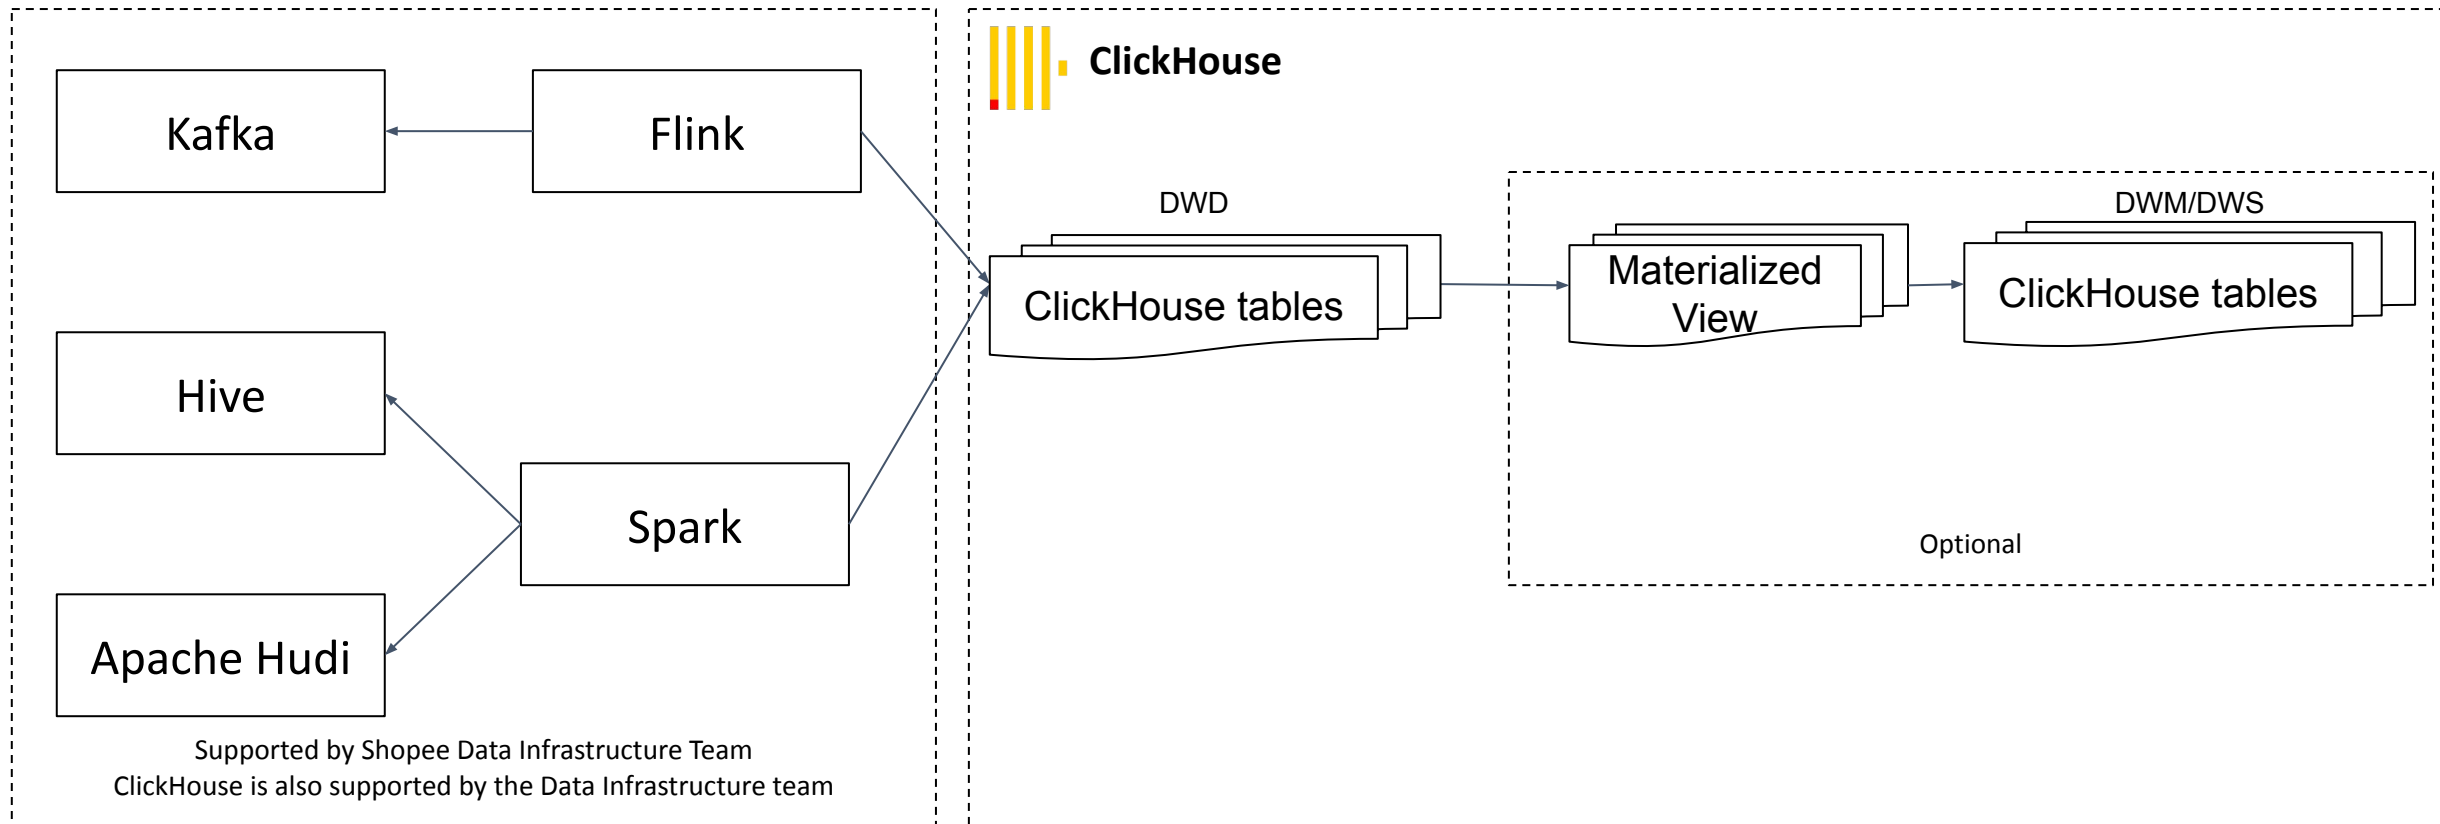 ClickHouse
Kafka
Flink
DWD
DWM/DWS
ClickHouse tables
Materialized
View
ClickHouse tables
Hive
Spark
Optional
Apache Hudi
Supported by Shopee Data Infrastructure Team
ClickHouse is also supported by the Data Infrastructure team